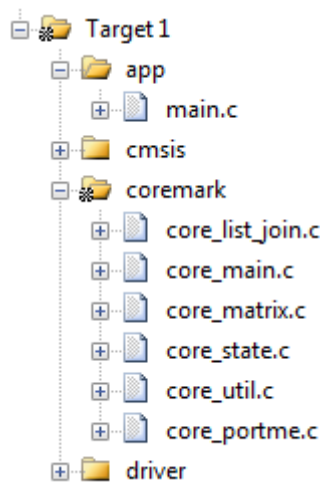 Target 1
app
main.c
cmsis
coremark
core_list_join.c
core_main.c
core_matrix.c
core_state.c
core_util.c
core_portme.c
driver